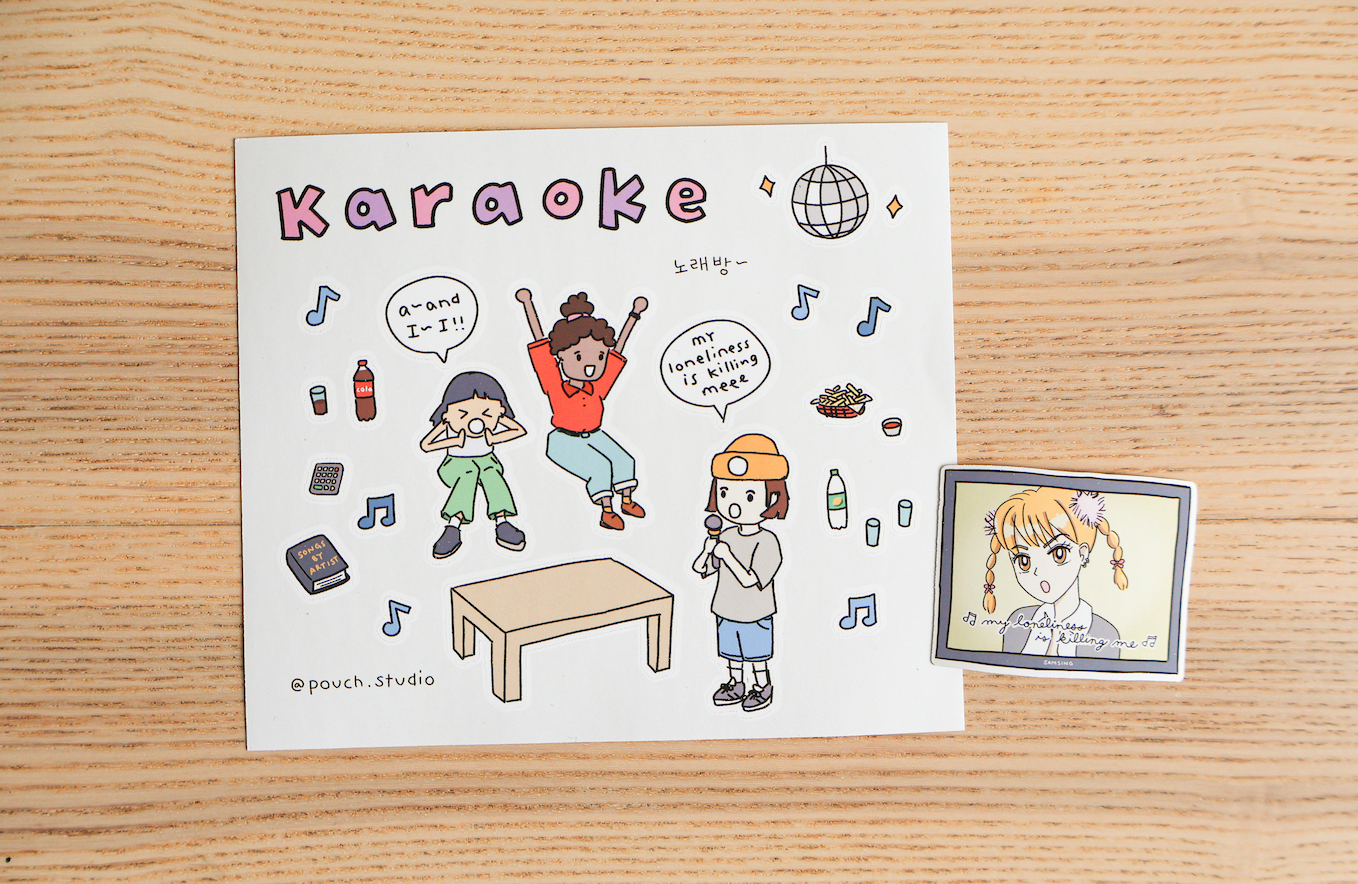 karaoke
노래방~
a~and
I~I!!
my
loneliness
is killing
meee
cola
SONGS
BY
ARTIST
@pouch.studio
my loneliness
is killing me
SAMSING